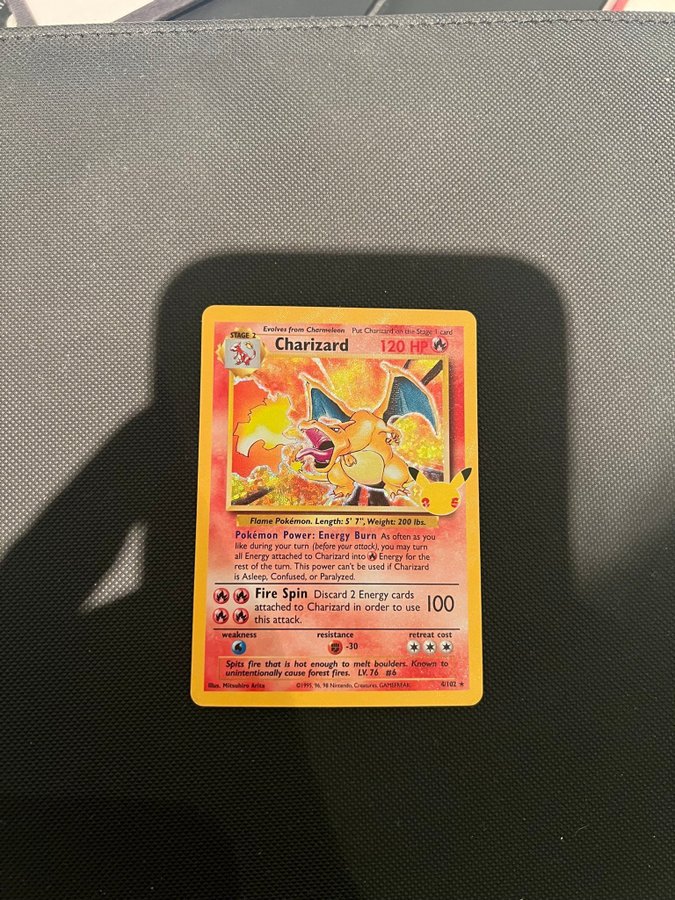 Evolves from Charmeleon Put Charizard on the Stage 1 card
STAGE 2
Charizard 120 HP
25
Flame Pokémon. Length: 5' 7", Weight: 200 lbs.
Pokémon Power: Energy Burn As often as you
like during your turn (before your attack), you may turn
all Energy attached to Charizard into Energy for the
rest of the turn. This power can't be used if Charizard
is Asleep, Confused, or Paralyzed.
Fire Spin Discard 2 Energy cards
attached to Charizard in order to use
this attack.
100
weakness resistance retreat cost
-30
Spits fire that is hot enough to melt boulders. Known to
unintentionally cause forest fires. LV. 76 #6
Illus. Mitsuhiro Arita ©1995, 96, 98 Nintendo, Creatures, GAMEFREAK. 4/102 ★